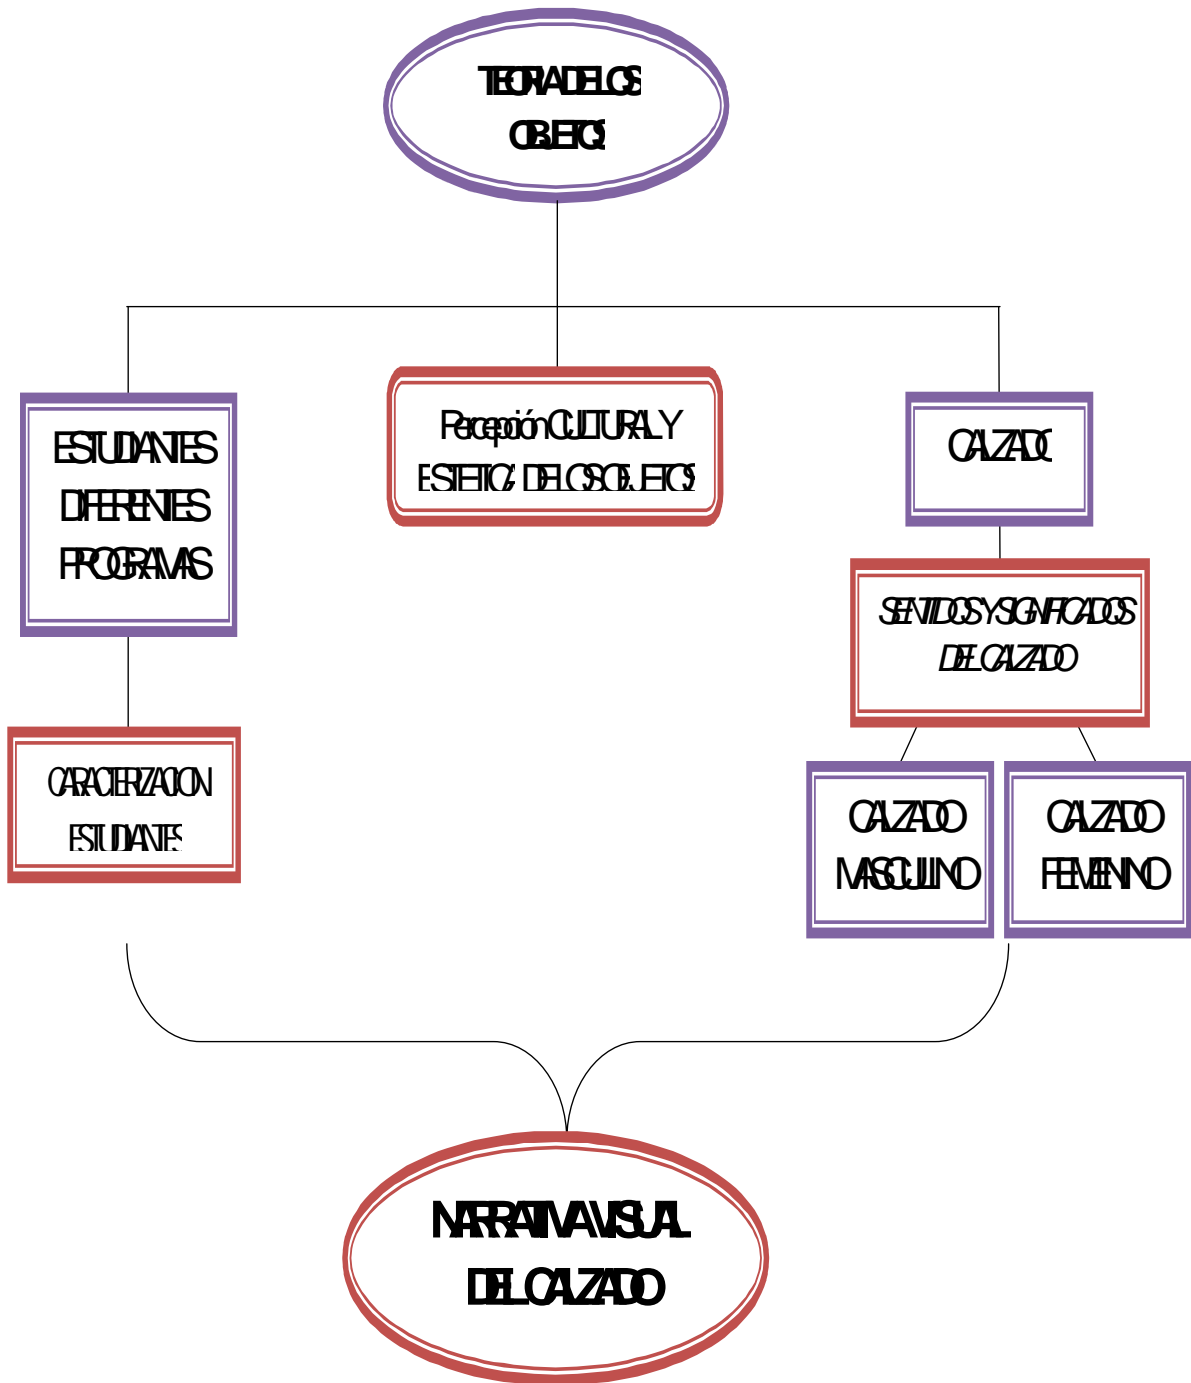 TEORIA DE LOS
OBJETOS
ESTUDIANTES
DIFERENTES
PROGRAMAS
Percepción CULTURAL Y
ESTETICA DE LOS OBJETOS
CALZADO
SENTIDOS Y SIGNIFICADOS
DEL CALZADO
CARACTERIZACION
ESTUDIANTES
CALZADO
MASCULINO
CALZADO
FEMENINO
NARRATIVA VISUAL
DEL CALZADO